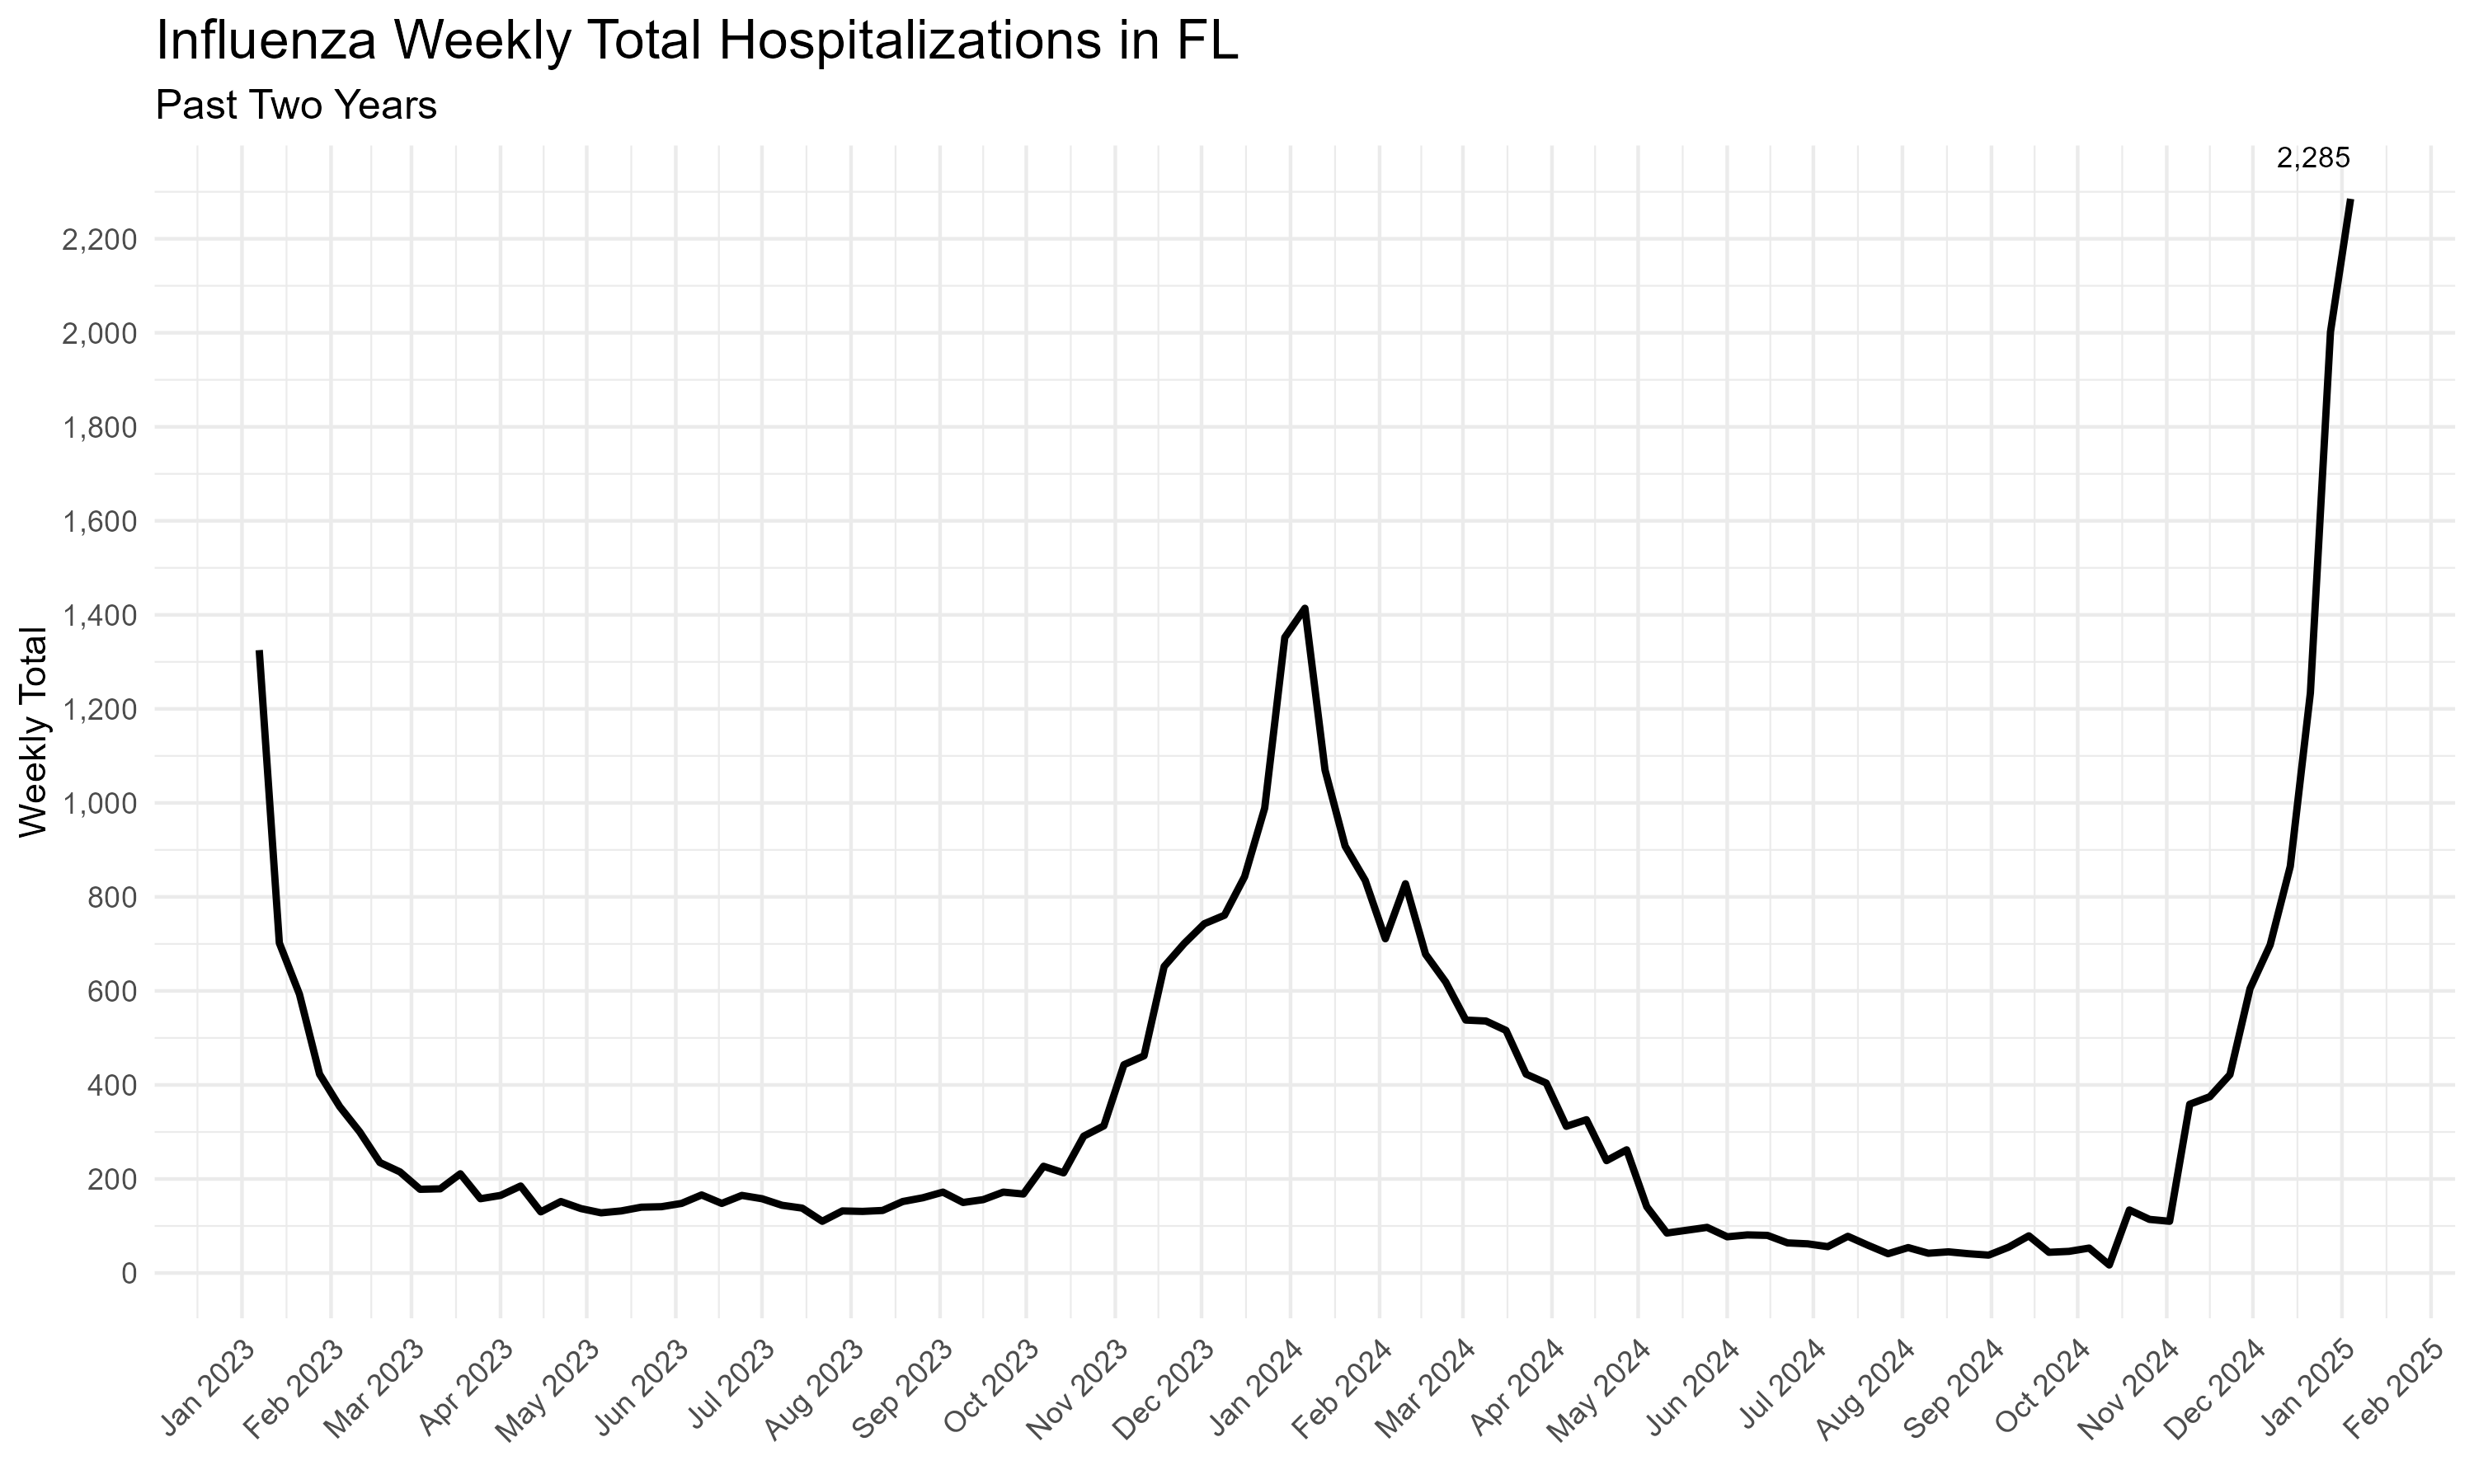 Influenza Weekly Total Hospitalizations in FL
Past Two Years
2,285
Weekly Total
2,200
2,000
1,800
1,600
1,400
1,200
1,000
800
600
400
200
0
Jan 2023
Feb 2023
Mar 2023
Apr 2023
May 2023
Jun 2023
Jul 2023
Aug 2023
Sep 2023
Oct 2023
Nov 2023
Dec 2023
Jan 2024
Feb 2024
Mar 2024
Apr 2024
May 2024
Jun 2024
Jul 2024
Aug 2024
Sep 2024
Oct 2024
Nov 2024
Dec 2024
Jan 2025
Feb 2025